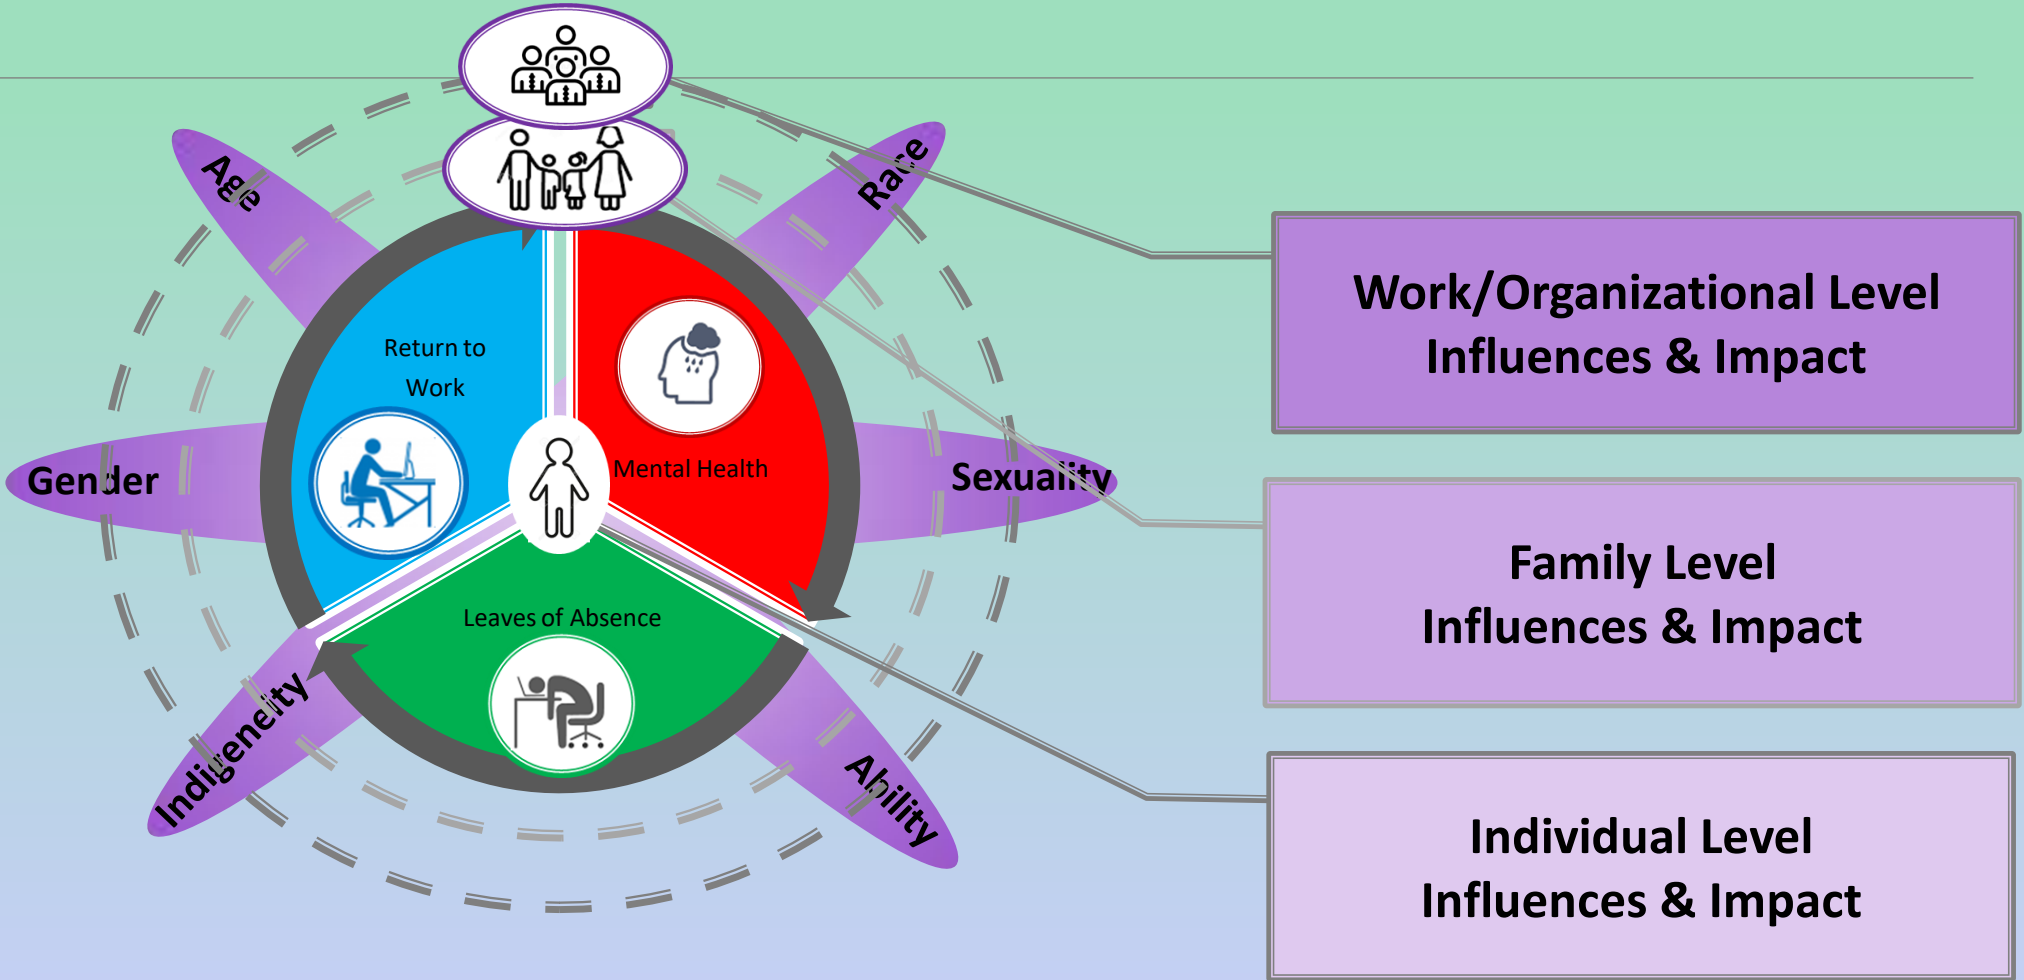 Age
Race
Work/Organizational Level
Influences & Impact
Return to
Work
Mental Health
Gender
Sexuality
Family Level
Influences & Impact
Leaves of Absence
Indigeneity
Ability
Individual Level
Influences & Impact